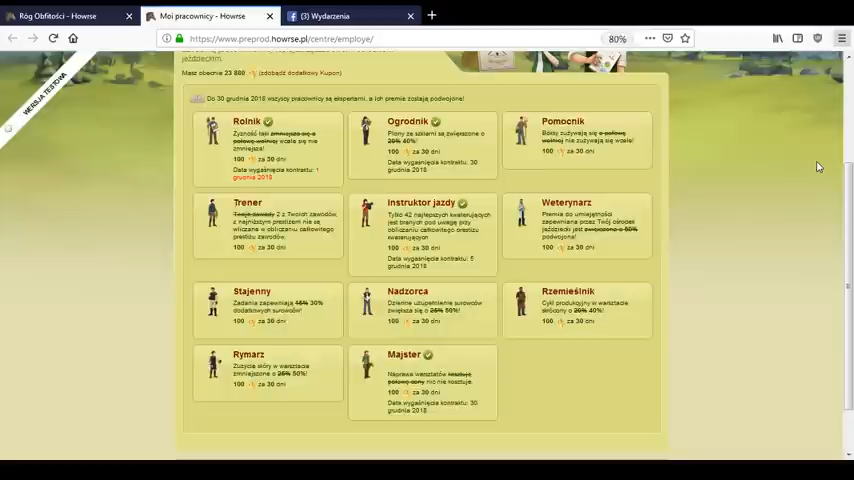 Róg Obfitości - Howrse
Moi pracownicy - Howrse
(3) Wydarzenia
https://www.preprod.howrse.pl/centre/employe/
80%
WERSJA TESTOWA
jeździeckim.
Masz obecnie 23 880 (zdobądź dodatkowy Kupon)
Do 30 grudnia 2018 wszyscy pracownicy są ekspertami, a ich premie zostają podwojone!
Rolnik
Żyzność łąki zmniejsza się o
połowę wolniej wcale się nie
zmniejsza!
100 za 30 dni
Data wygaśnięcia kontraktu: 1
grudnia 2018
Ogrodnik
Plony ze szklarni są zwiększone o
20% 40%!
100 za 30 dni
Data wygaśnięcia kontraktu: 30
grudnia 2018
Pomocnik
Boksy zużywają się o połowę
wolniej nie zużywają się wcale!
100 za 30 dni
Trener
Twoje zawody 2 z Twoich zawodów,
z najniższym prestiżem nie są
wliczane w obliczaniu całkowitego
prestiżu zawodów.
100 za 30 dni
Instruktor jazdy
Tylko 42 najlepszych kwaterujących
jest branych pod uwagę przy
obliczaniu całkowitego prestiżu
kwaterujących
100 za 30 dni
Data wygaśnięcia kontraktu: 5
grudnia 2018
Weterynarz
Premia do umiejętności
zapewniana przez Twój ośrodek
jeździecki jest zwiększona o 50%
podwojona!
100 za 30 dni
Stajenny
Zadania zapewniają 15% 30%
dodatkowych surowców!
100 za 30 dni
Nadzorca
Dzienne uzupełnienie surowców
zwiększa się o 25% 50%!
100 za 30 dni
Rzemieślnik
Cykl produkcyjny w warsztacie
skrócony o 20% 40%!
100 za 30 dni
Rymarz
Zużycie skóry w warsztacie
zmniejszone o 25% 50%!
100 za 30 dni
Majster
Naprawa warsztatów kosztuje
połowę ceny nic nie kosztuje.
100 za 30 dni
Data wygaśnięcia kontraktu: 30
grudnia 2018